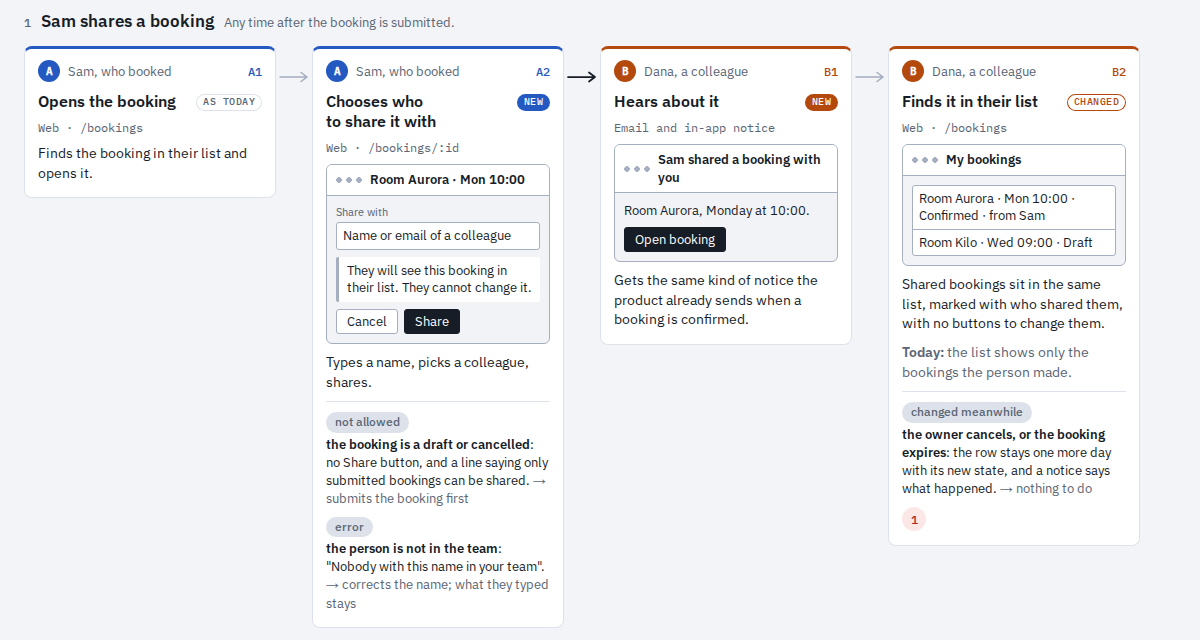 1 Sam shares a booking Any time after the booking is submitted.
A Sam, who booked A1
Opens the booking AS TODAY
Web · /bookings
Finds the booking in their list and
opens it.
A Sam, who booked A2
Chooses who NEW
to share it with
Web · /bookings/:id
Room Aurora · Mon 10:00
Share with
Name or email of a colleague
They will see this booking in
their list. They cannot change it.
Cancel Share
Types a name, picks a colleague,
shares.
not allowed
the booking is a draft or cancelled:
no Share button, and a line saying only
submitted bookings can be shared. →
submits the booking first
error
the person is not in the team:
"Nobody with this name in your team".
→ corrects the name; what they typed
stays
B Dana, a colleague B1
Hears about it NEW
Email and in-app notice
Sam shared a booking with
you
Room Aurora, Monday at 10:00.
Open booking
Gets the same kind of notice the
product already sends when a
booking is confirmed.
B Dana, a colleague B2
Finds it in their list CHANGED
Web · /bookings
My bookings
Room Aurora · Mon 10:00 ·
Confirmed · from Sam
Room Kilo · Wed 09:00 · Draft
Shared bookings sit in the same
list, marked with who shared them,
with no buttons to change them.
Today: the list shows only the
bookings the person made.
changed meanwhile
the owner cancels, or the booking
expires: the row stays one more day
with its new state, and a notice says
what happened. → nothing to do
1